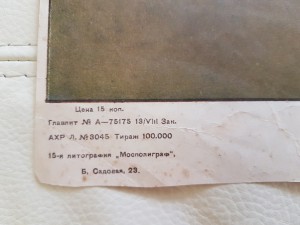 Цена 15 коп.
Главлит № А—75175 13/VIII Зак.
АХР Л. №3045 Тираж 100.000
15-я литография „Мосполиграф",
Б. Садовая, 23.